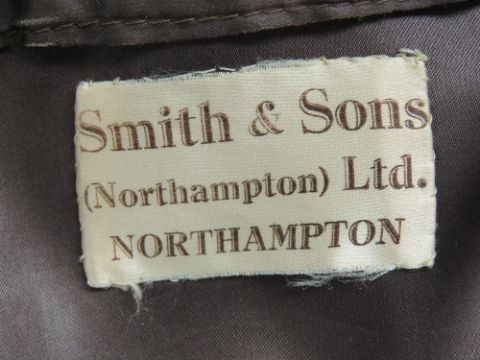 Smith & Sons
(Northampton) Ltd.
NORTHAMPTON